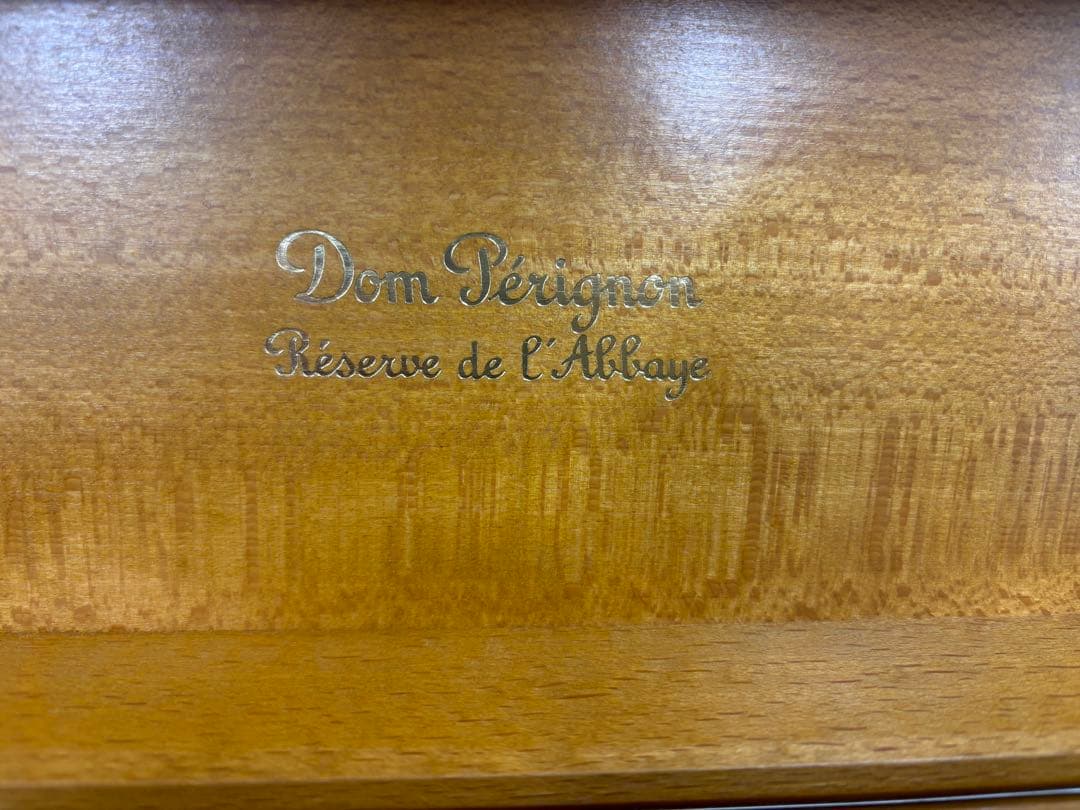 Dom Pérignon
Réserve de l'Abbaye